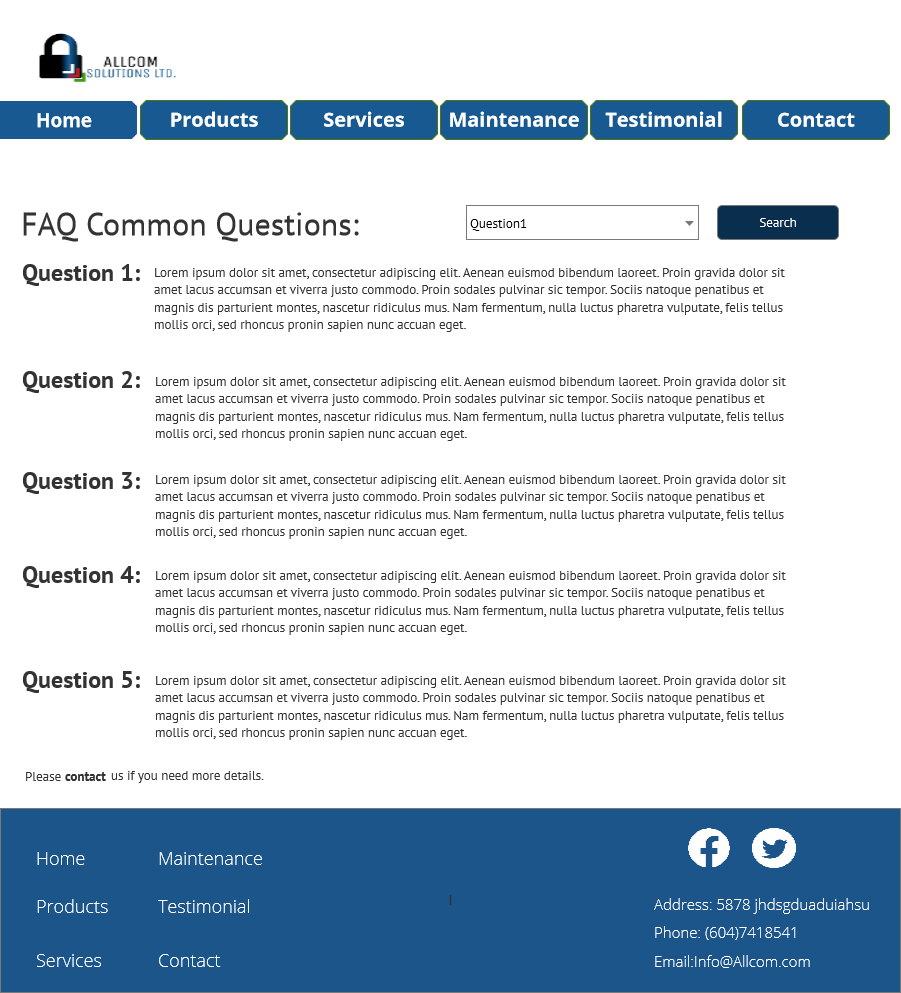 ALLCOM
SOLUTIONS LTD.
Home Products Services Maintenance Testimonial Contact
FAQ Common Questions:
Question1
Search
Question 1:
Lorem ipsum dolor sit amet, consectetur adipiscing elit. Aenean euismod bibendum laoreet. Proin gravida dolor sit
amet lacus accumsan et viverra justo commodo. Proin sodales pulvinar sic tempor. Sociis natoque penatibus et
magnis dis parturient montes, nascetur ridiculus mus. Nam fermentum, nulla luctus pharetra vulputate, felis tellus
mollis orci, sed rhoncus pronin sapien nunc accuan eget.
Question 2:
Lorem ipsum dolor sit amet, consectetur adipiscing elit. Aenean euismod bibendum laoreet. Proin gravida dolor sit
amet lacus accumsan et viverra justo commodo. Proin sodales pulvinar sic tempor. Sociis natoque penatibus et
magnis dis parturient montes, nascetur ridiculus mus. Nam fermentum, nulla luctus pharetra vulputate, felis tellus
mollis orci, sed rhoncus pronin sapien nunc accuan eget.
Question 3:
Lorem ipsum dolor sit amet, consectetur adipiscing elit. Aenean euismod bibendum laoreet. Proin gravida dolor sit
amet lacus accumsan et viverra justo commodo. Proin sodales pulvinar sic tempor. Sociis natoque penatibus et
magnis dis parturient montes, nascetur ridiculus mus. Nam fermentum, nulla luctus pharetra vulputate, felis tellus
mollis orci, sed rhoncus pronin sapien nunc accuan eget.
Question 4:
Lorem ipsum dolor sit amet, consectetur adipiscing elit. Aenean euismod bibendum laoreet. Proin gravida dolor sit
amet lacus accumsan et viverra justo commodo. Proin sodales pulvinar sic tempor. Sociis natoque penatibus et
magnis dis parturient montes, nascetur ridiculus mus. Nam fermentum, nulla luctus pharetra vulputate, felis tellus
mollis orci, sed rhoncus pronin sapien nunc accuan eget.
Question 5:
Lorem ipsum dolor sit amet, consectetur adipiscing elit. Aenean euismod bibendum laoreet. Proin gravida dolor sit
amet lacus accumsan et viverra justo commodo. Proin sodales pulvinar sic tempor. Sociis natoque penatibus et
magnis dis parturient montes, nascetur ridiculus mus. Nam fermentum, nulla luctus pharetra vulputate, felis tellus
mollis orci, sed rhoncus pronin sapien nunc accuan eget.
Please contact us if you need more details.
Home
Products
Services
Maintenance
Testimonial
Contact
Address: 5878 jhdsgduaduiahsu
Phone: (604)7418541
Email:Info@Allcom.com